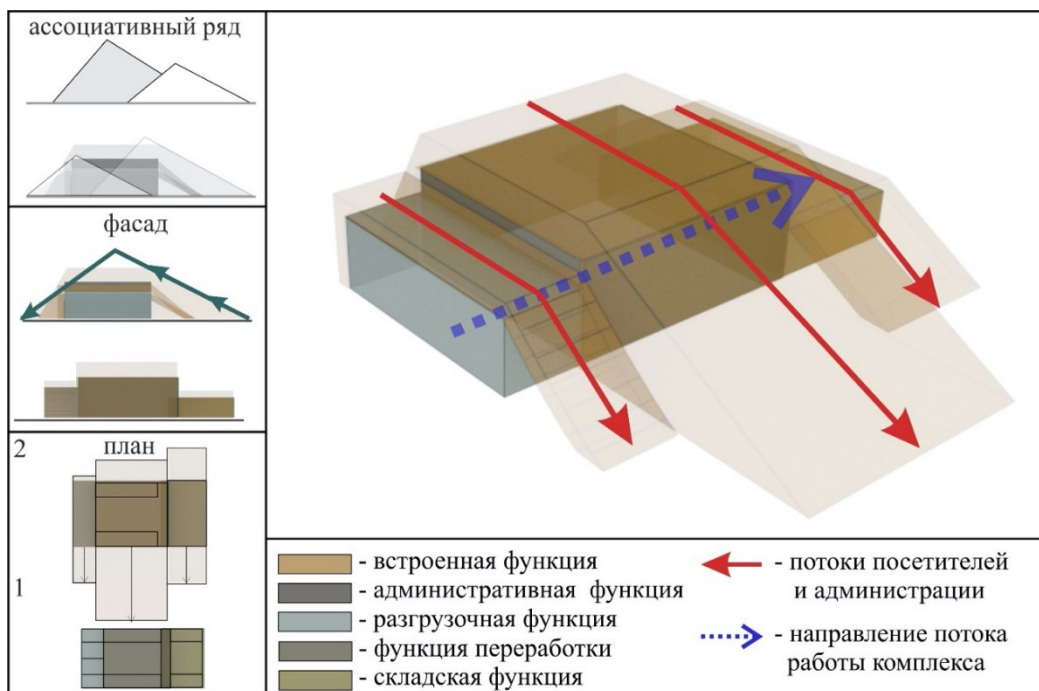 ассоциативный ряд
фасад
2
план
1
- встроенная функция
- административная функция
- разгрузочная функция
- функция переработки
- складская функция
- потоки посетителей
и администрации
- направление потока
работы комплекса